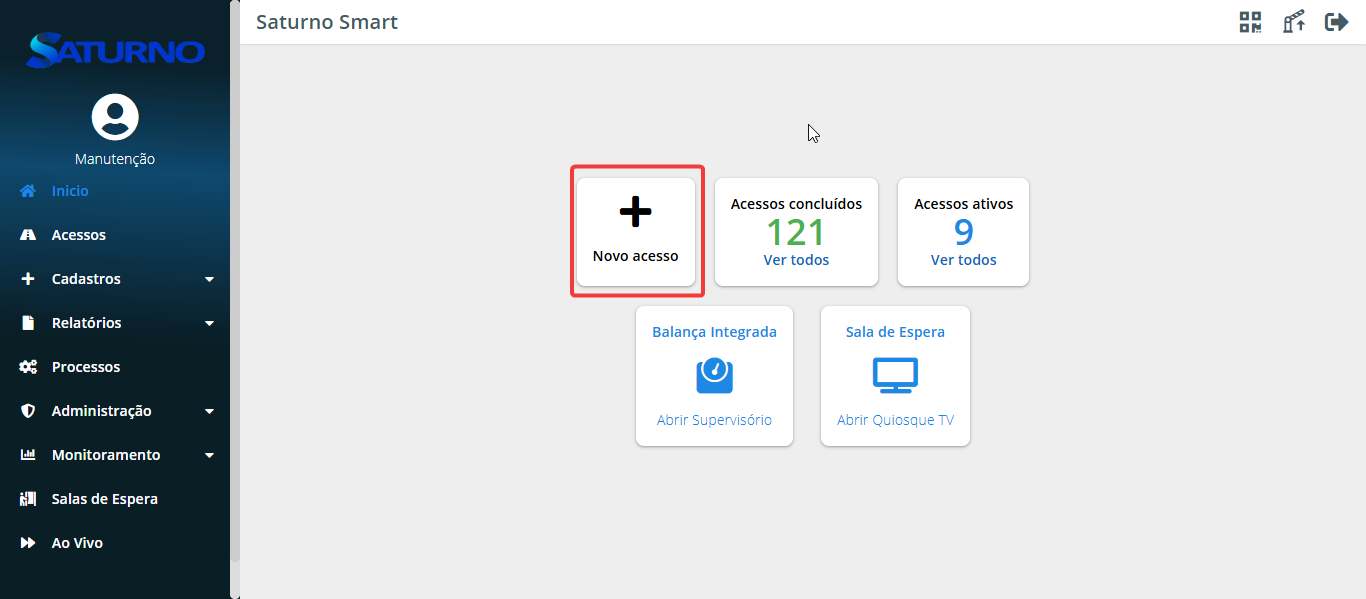 SATURNO
Manutenção
Inicio
Acessos
Cadastros
Relatórios
Processos
Administração
Monitoramento
Salas de Espera
Ao Vivo
Saturno Smart
Novo acesso
Acessos concluídos
121
Ver todos
Acessos ativos
9
Ver todos
Balança Integrada
Abrir Supervisório
Sala de Espera
Abrir Quiosque TV